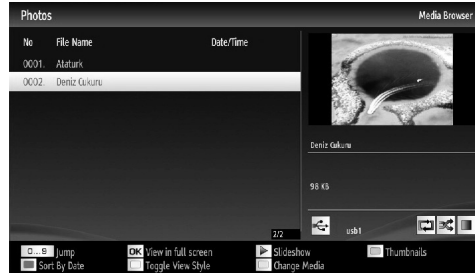 Photos
Media Browser
No File Name Date/Time
0001. Ataturk
0002. Deniz Cukuru
Deniz Cukuru
98 KB
2/2
usb1
0...9 Jump OK View in full screen Slideshow Thumbnails
Sort By Date Toggle View Style Change Media